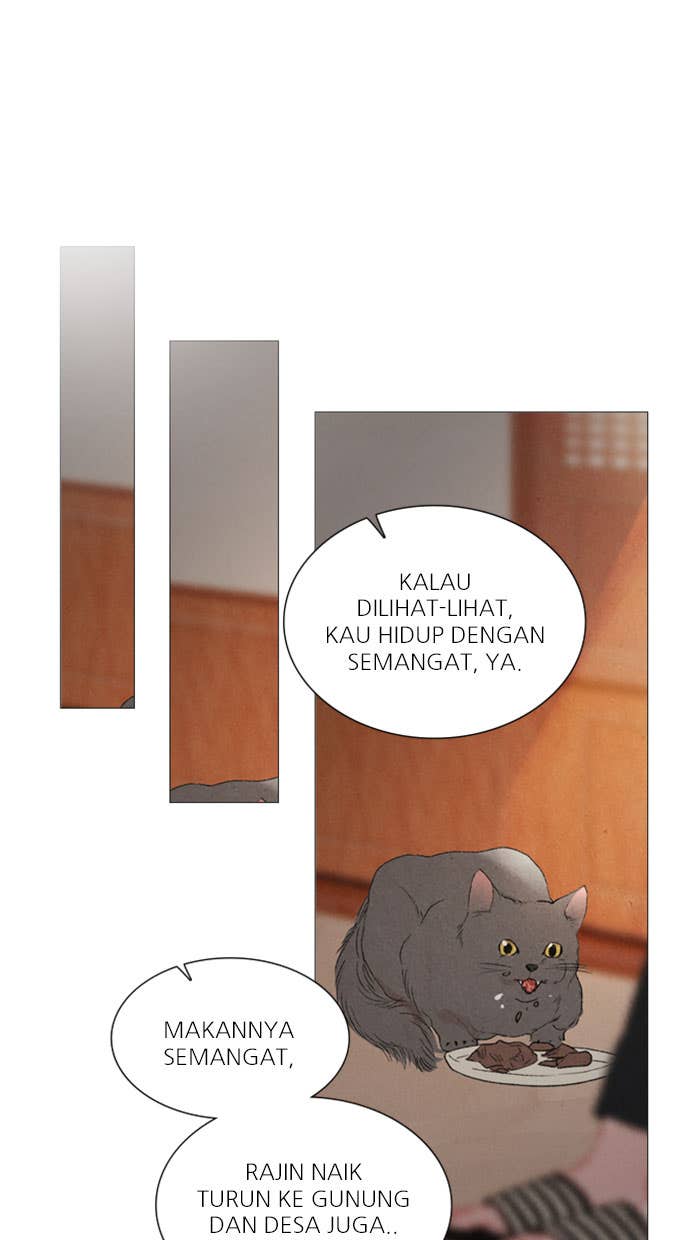 KALAU
DILIHAT-LIHAT,
KAU HIDUP DENGAN
SEMANGAT, YA.
MAKANNYA
SEMANGAT,
RAJIN NAIK
TURUN KE GUNUNG
DAN DESA JUGA..